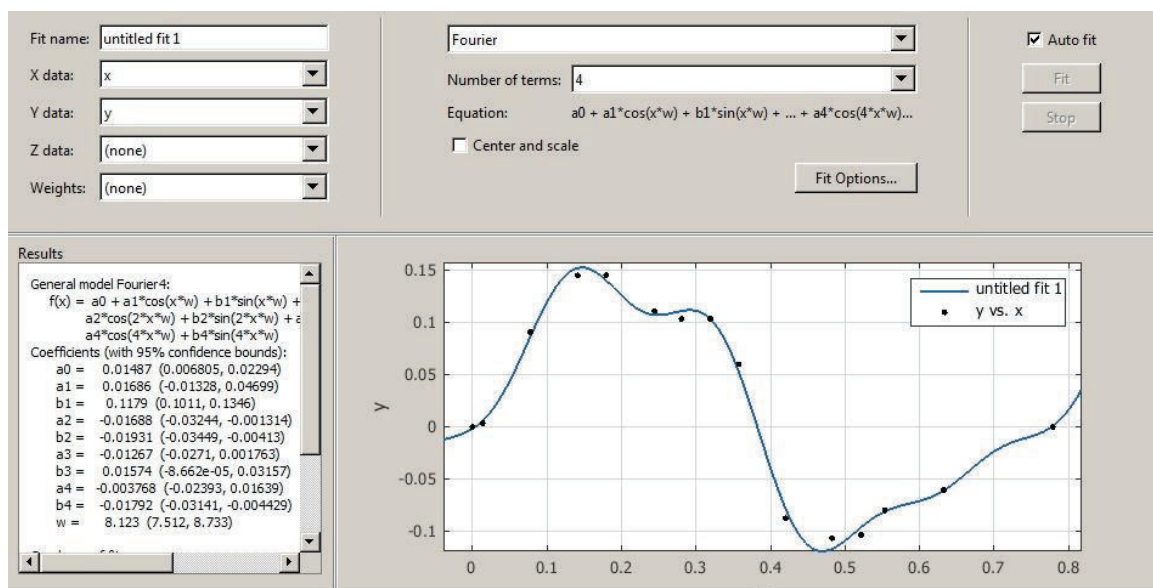 Fit name: untitled fit 1
X data: x
Y data: y
Z data: (none)
Weights: (none)
Fourier
Number of terms: 4
Equation: a0 + a1*cos(x*w) + b1*sin(x*w) + ... + a4*cos(4*x*w)...
Center and scale
Fit Options...
Auto fit
Fit
Stop
Results
General model Fourier4:
f(x) = a0 + a1*cos(x*w) + b1*sin(x*w) +
a2*cos(2*x*w) + b2*sin(2*x*w) + a
a4*cos(4*x*w) + b4*sin(4*x*w)
Coefficients (with 95% confidence bounds):
a0 = 0.01487 (0.006805, 0.02294)
a1 = 0.01686 (-0.01328, 0.04699)
b1 = 0.1179 (0.1011, 0.1346)
a2 = -0.01688 (-0.03244, -0.001314)
b2 = -0.01931 (-0.03449, -0.00413)
a3 = -0.01267 (-0.0271, 0.001763)
b3 = 0.01574 (-8.662e-05, 0.03157)
a4 = -0.003768 (-0.02393, 0.01639)
b4 = -0.01792 (-0.03141, -0.004429)
w = 8.123 (7.512, 8.733)
untitled fit 1
y vs. x
y
0.15
0.1
0.05
0
-0.05
-0.1
0 0.1 0.2 0.3 0.4 0.5 0.6 0.7 0.8